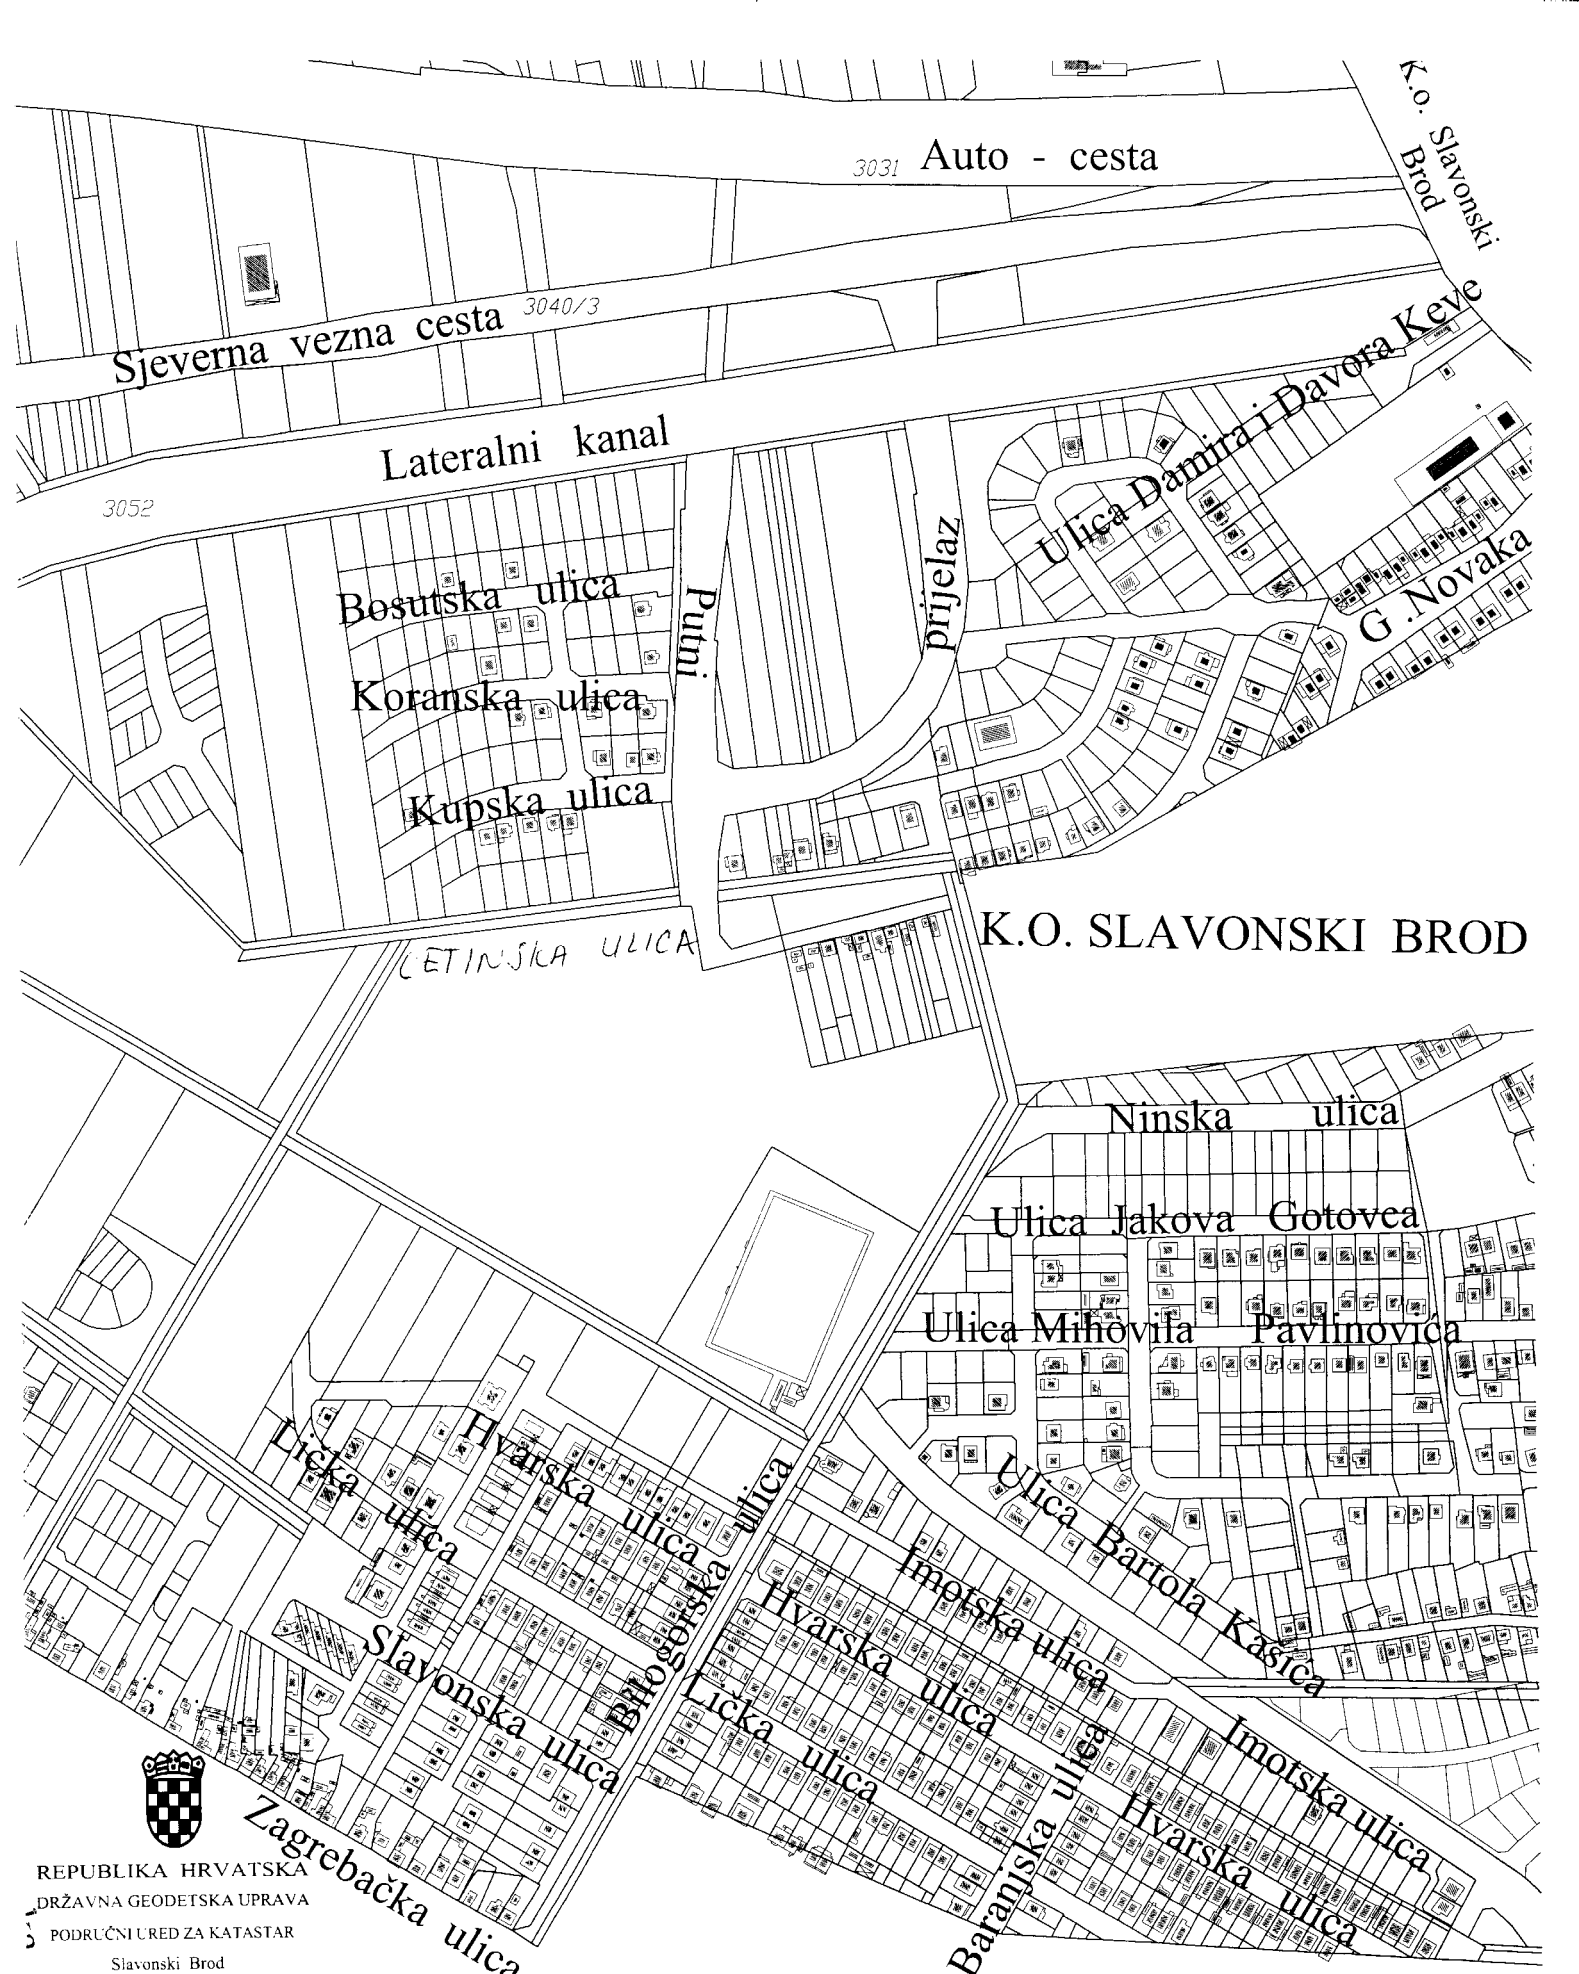 K.o. Slavonski
Brod
3031 Auto - cesta
Sjeverna vezna cesta 3040/3
Lateralni kanal
3052
Ulica Damira i Davora Keve
G .Novaka
Bosutska ulica
Putni
prijelaz
Koranska ulica
Kupska ulica
CETINSKA ULICA
K.O. SLAVONSKI BROD
Ninska ulica
Ulica Jakova Gotovca
Ulica Mihovila Pavlinovića
Lička ulica
Hvarska ulica
Bilogorska ulica
Ulica Bartola Kašića
Imotska ulica
Hvarska ulica
Slavonska ulica
Lička ulica
Imotska ulica
Baranjska ulica
Hvarska ulica
Zagrebačka ulica
REPUBLIKA HRVATSKA
DRŽAVNA GEODETSKA UPRAVA
PODRUČNI URED ZA KATASTAR
Slavonski Brod